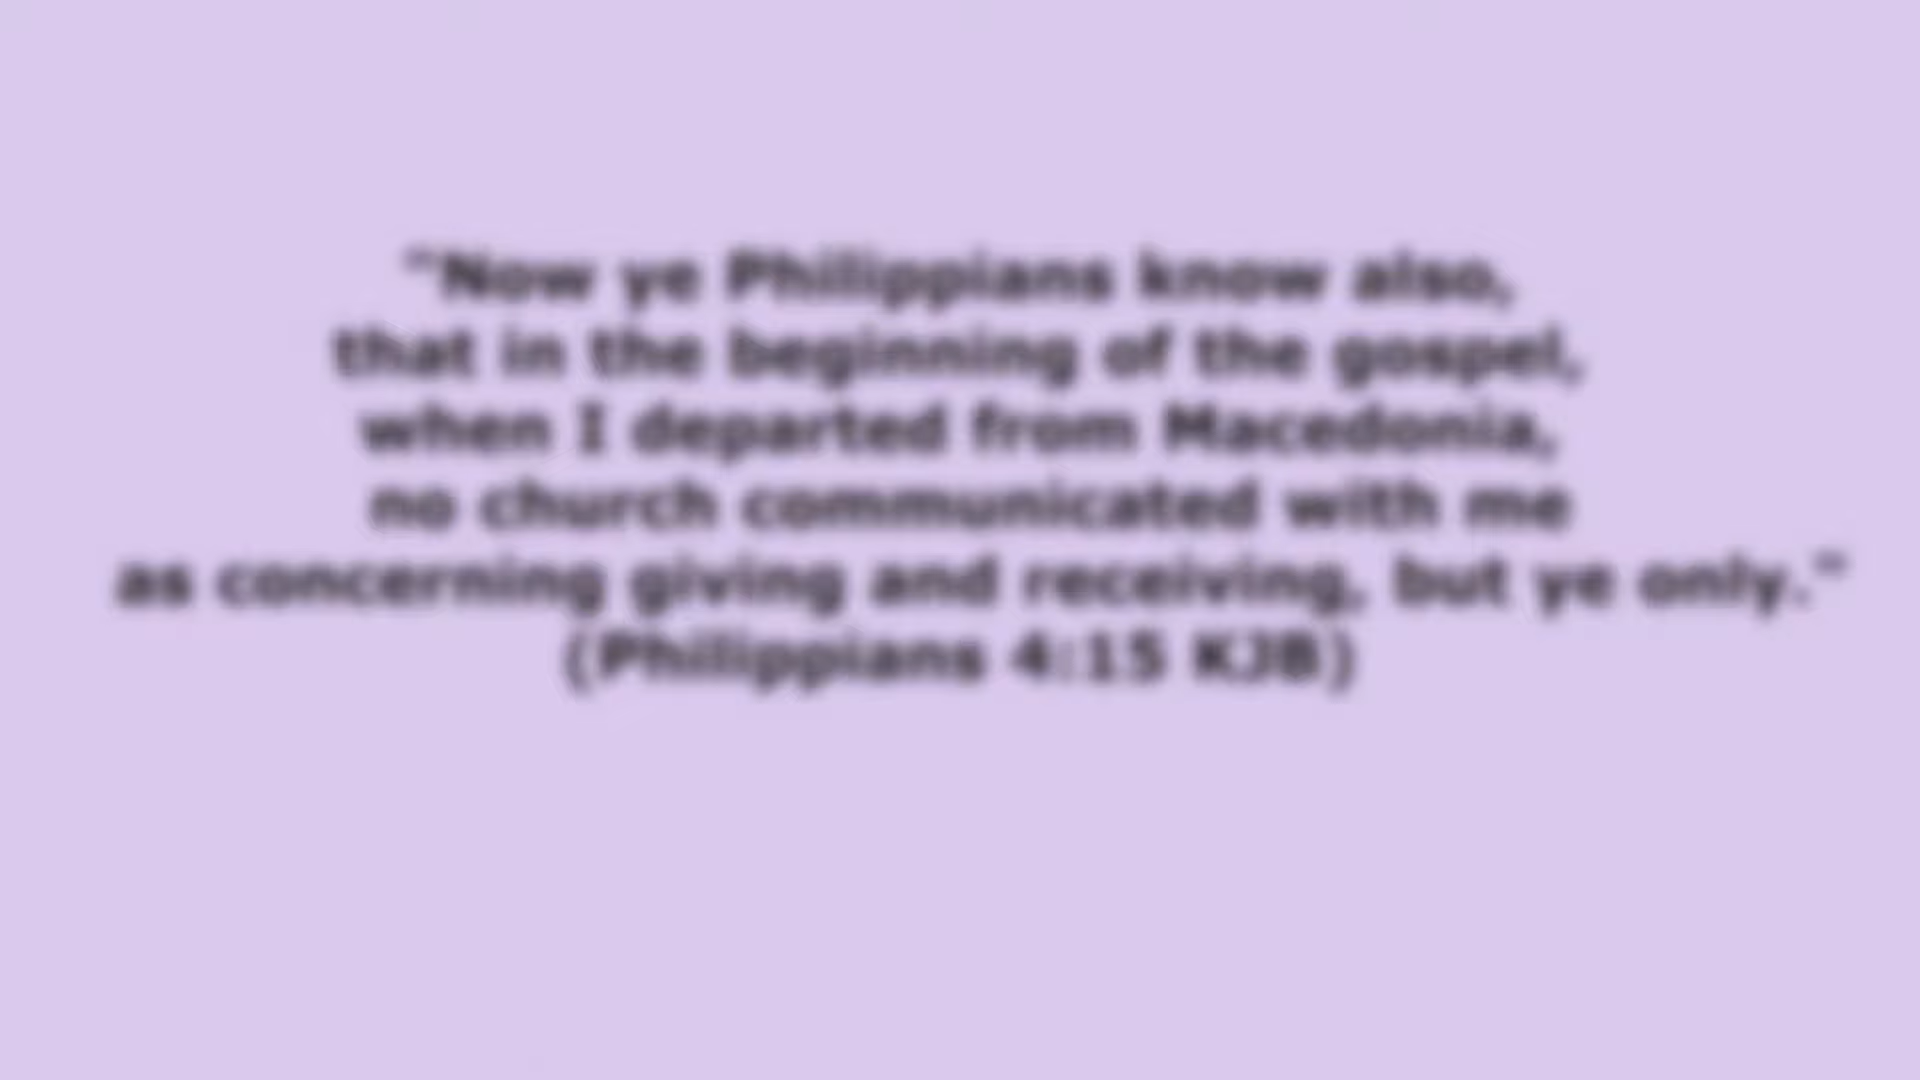 "Now ye Philippians know also,
that in the beginning of the gospel,
when I departed from Macedonia,
no church communicated with me
as concerning giving and receiving, but ye only."
(Philippians 4:15 KJB)